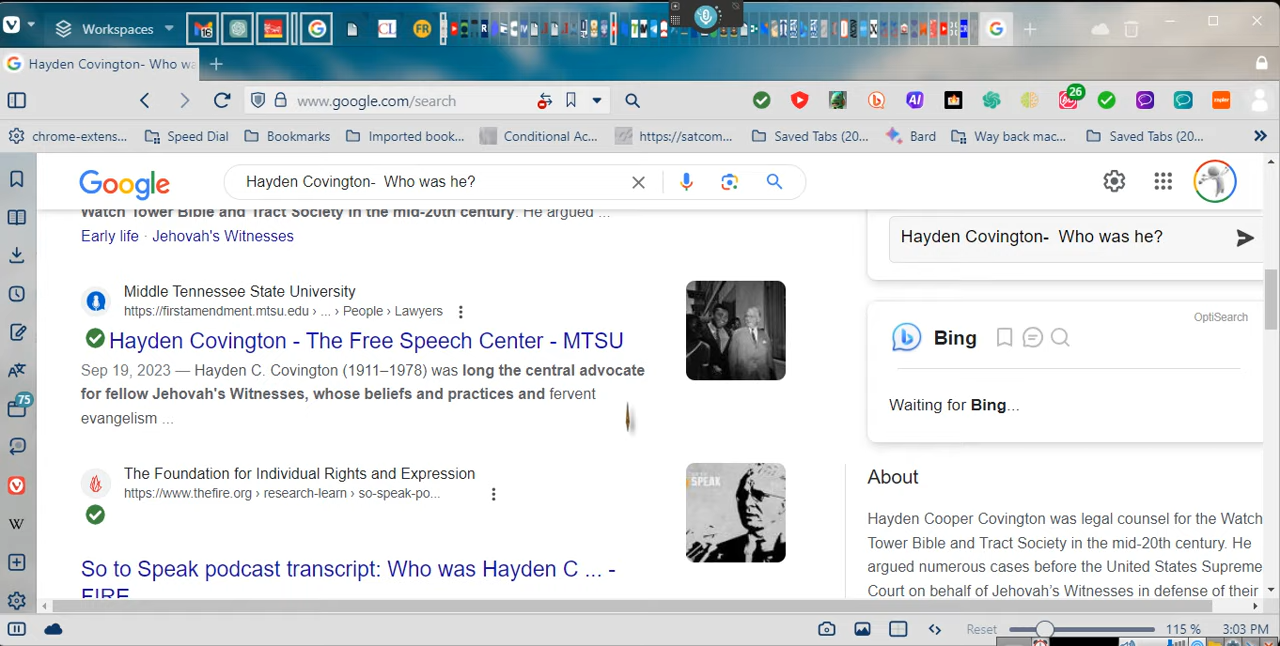 Workspaces
16
CL
FR
Hayden Covington- Who wa
www.google.com/search
AI
26
chrome-extens...
Speed Dial
Bookmarks
Imported book...
Conditional Ac...
https://satcom...
Saved Tabs (20...
Bard
Way back mac...
Saved Tabs (20...
Google
Hayden Covington-  Who was he?
Watch Tower Bible and Tract Society in the mid-20th century. He argued ...
Early life · Jehovah's Witnesses
Middle Tennessee State University
https://firstamendment.mtsu.edu › ... › People › Lawyers
Hayden Covington - The Free Speech Center - MTSU
Sep 19, 2023 — Hayden C. Covington (1911–1978) was long the central advocate
for fellow Jehovah's Witnesses, whose beliefs and practices and fervent
evangelism ...
The Foundation for Individual Rights and Expression
https://www.thefire.org › research-learn › so-speak-po...
SPEAK
So to Speak podcast transcript: Who was Hayden C ... -
FIRE
Hayden Covington-  Who was he?
OptiSearch
Bing
Waiting for Bing...
About
Hayden Cooper Covington was legal counsel for the Watch
Tower Bible and Tract Society in the mid-20th century. He
argued numerous cases before the United States Supreme
Court on behalf of Jehovah's Witnesses in defense of their
75
W
Reset
115 %
3:03 PM